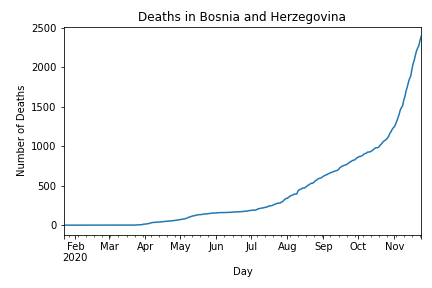 Deaths in Bosnia and Herzegovina
Number of Deaths
2500
2000
1500
1000
500
0
Feb Mar Apr May Jun Jul Aug Sep Oct Nov
2020
Day